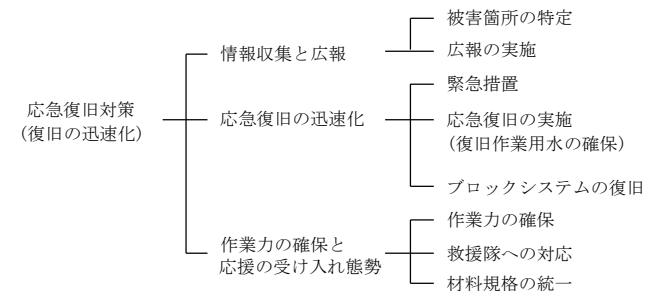 応急復旧対策
(復旧の迅速化)
情報収集と広報
被害箇所の特定
広報の実施
応急復旧の迅速化
緊急措置
応急復旧の実施
(復旧作業用水の確保)
ブロックシステムの復旧
作業力の確保と
応援の受け入れ態勢
作業力の確保
救援隊への対応
材料規格の統一